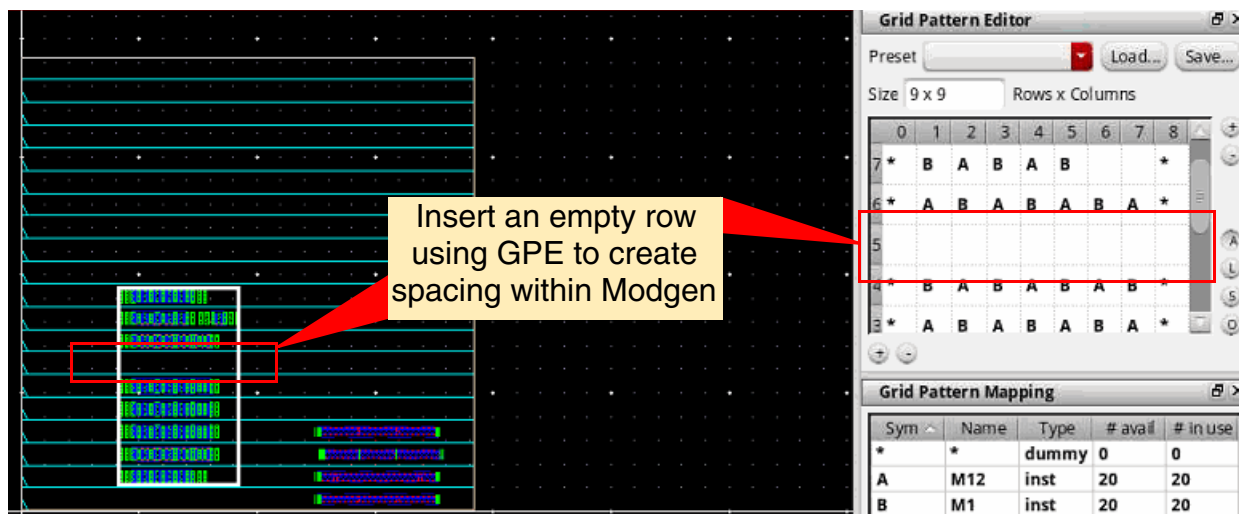 Grid Pattern Editor
Preset Load... Save...
Size 9 x 9 Rows x Columns
0 1 2 3 4 5 6 7 8
7 * B A B A B *
6 * A B A B A B A *
5
4 * B A B A B A B *
3 * A B A B A B A *
Insert an empty row
using GPE to create
spacing within Modgen
A
L
S
O
Grid Pattern Mapping
Sym Name Type # avail # in use
* * dummy 0 0
A M12 inst 20 20
B M1 inst 20 20